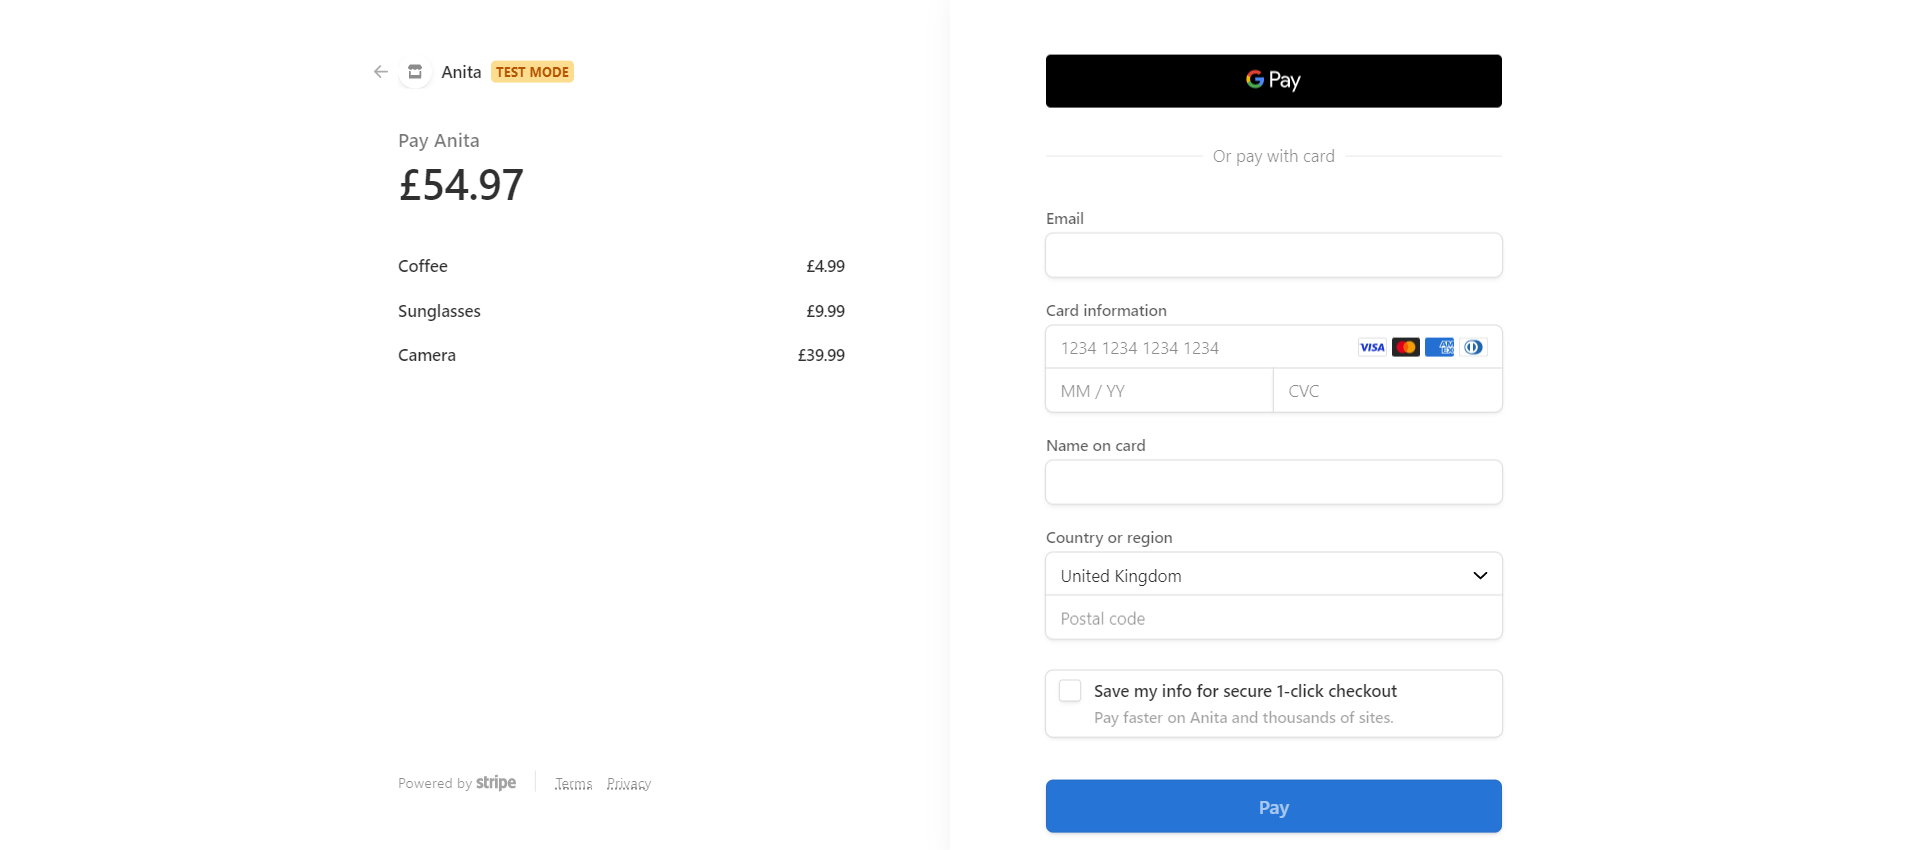 Anita TEST MODE
Pay Anita
£54.97
Coffee £4.99
Sunglasses £9.99
Camera £39.99
Powered by stripe Terms Privacy
G Pay
Or pay with card
Email
Card information
1234 1234 1234 1234 VISA AMEX
MM / YY CVC
Name on card
Country or region
United Kingdom
Postal code
Save my info for secure 1-click checkout
Pay faster on Anita and thousands of sites.
Pay